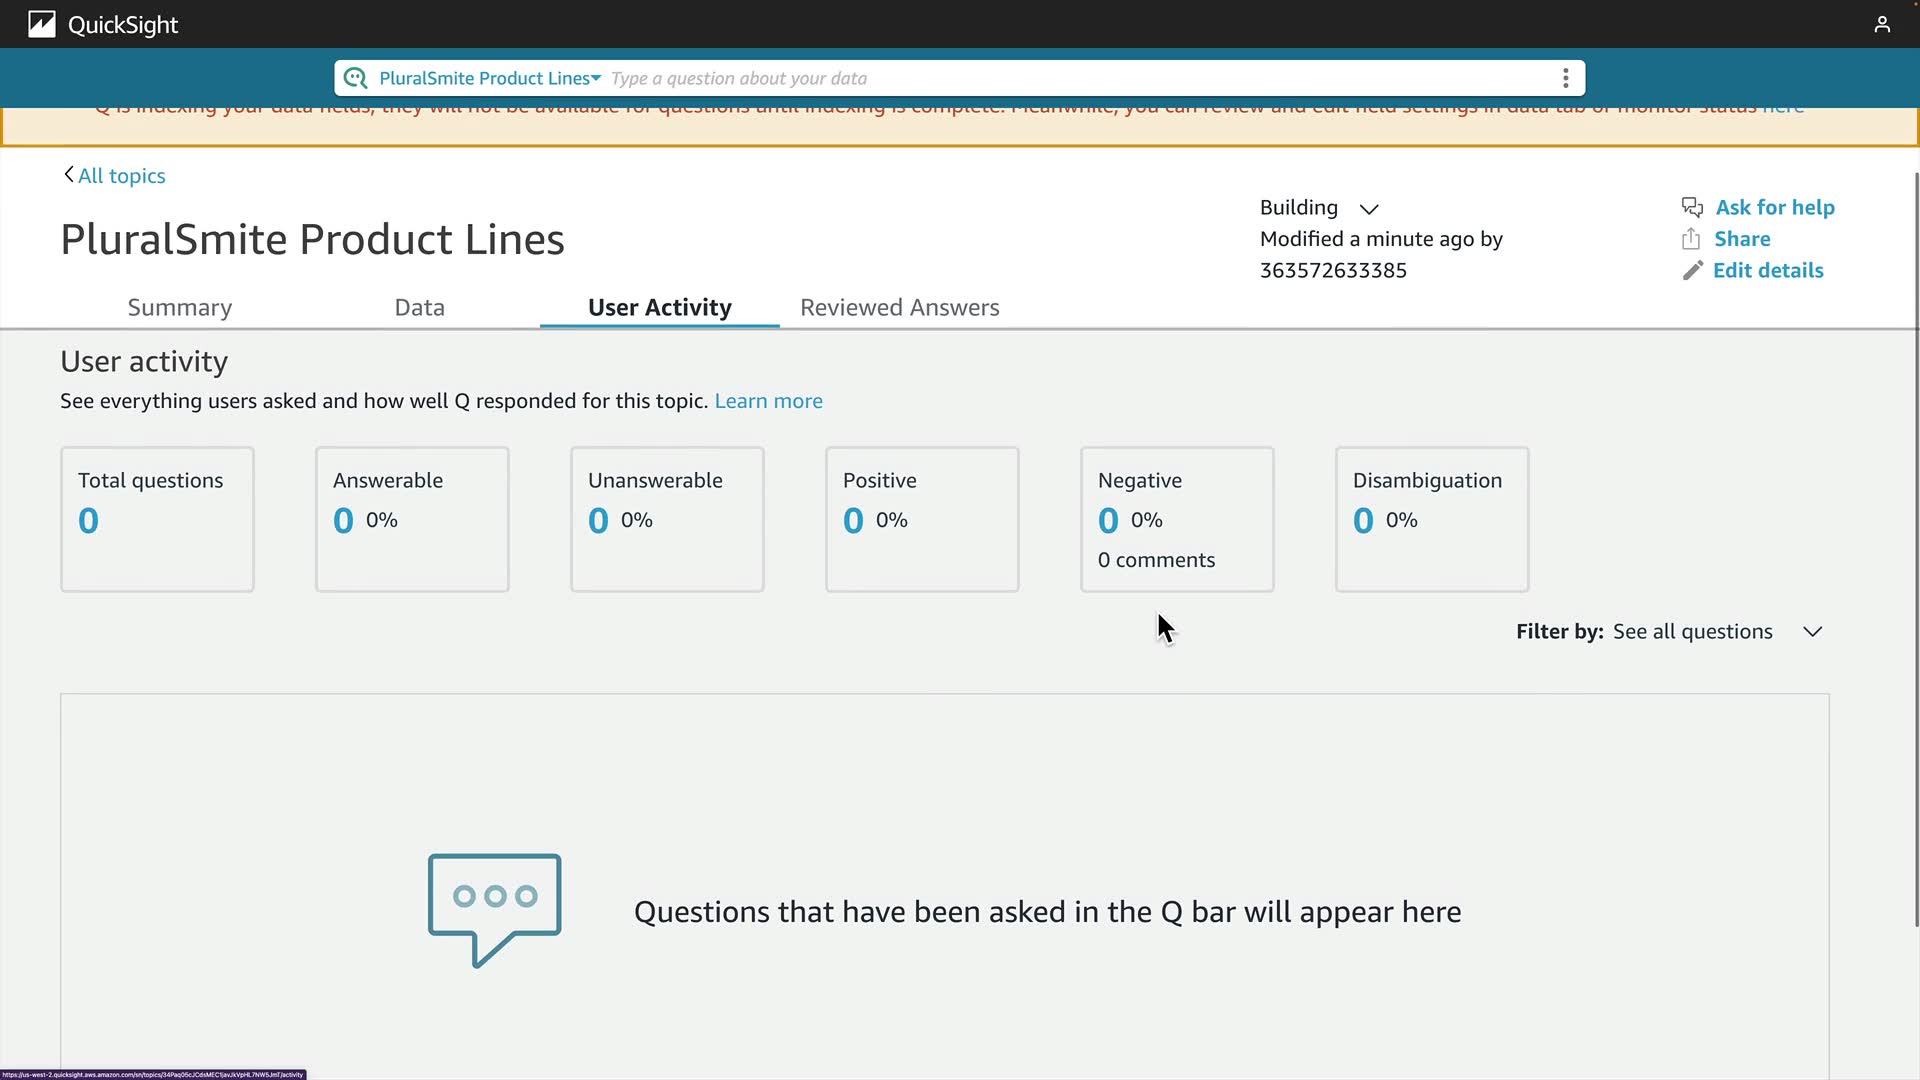 QuickSight
PluralSmite Product Lines Type a question about your data
Q is indexing your data fields, they will not be available for questions until indexing is complete. Meanwhile, you can review and edit field settings in data tab or monitor status here
All topics
PluralSmite Product Lines
Building
Modified a minute ago by
363572633385
Ask for help
Share
Edit details
Summary Data User Activity Reviewed Answers
User activity
See everything users asked and how well Q responded for this topic. Learn more
Total questions
0
Answerable
0 0%
Unanswerable
0 0%
Positive
0 0%
Negative
0 0%
0 comments
Disambiguation
0 0%
Filter by: See all questions
Questions that have been asked in the Q bar will appear here